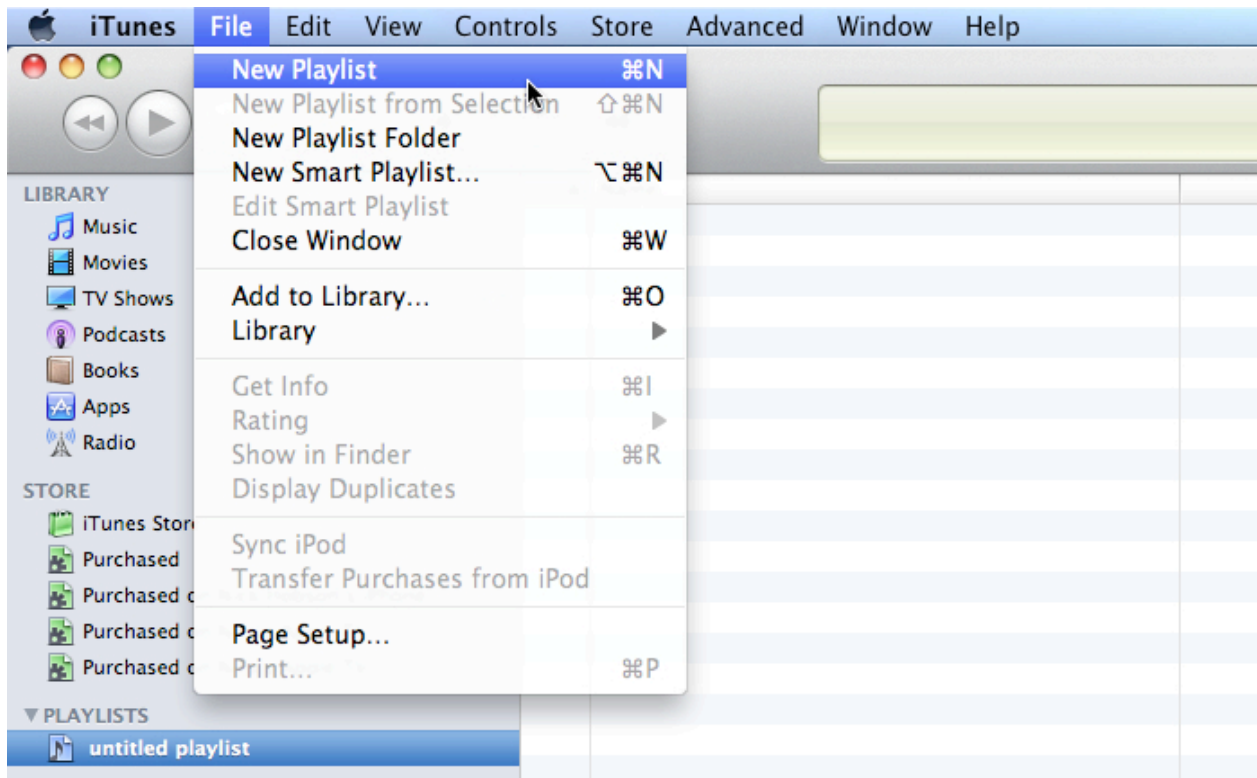 iTunes File Edit View Controls Store Advanced Window Help
New Playlist ⌘N
New Playlist from Selection ⇧⌘N
New Playlist Folder
New Smart Playlist... ⌥⌘N
Edit Smart Playlist
Close Window ⌘W
Add to Library... ⌘O
Library
Get Info ⌘I
Rating
Show in Finder ⌘R
Display Duplicates
Sync iPod
Transfer Purchases from iPod
Page Setup...
Print... ⌘P
LIBRARY
Music
Movies
TV Shows
Podcasts
Books
Apps
Radio
STORE
iTunes Stor
Purchased
Purchased o
Purchased o
Purchased o
PLAYLISTS
untitled playlist